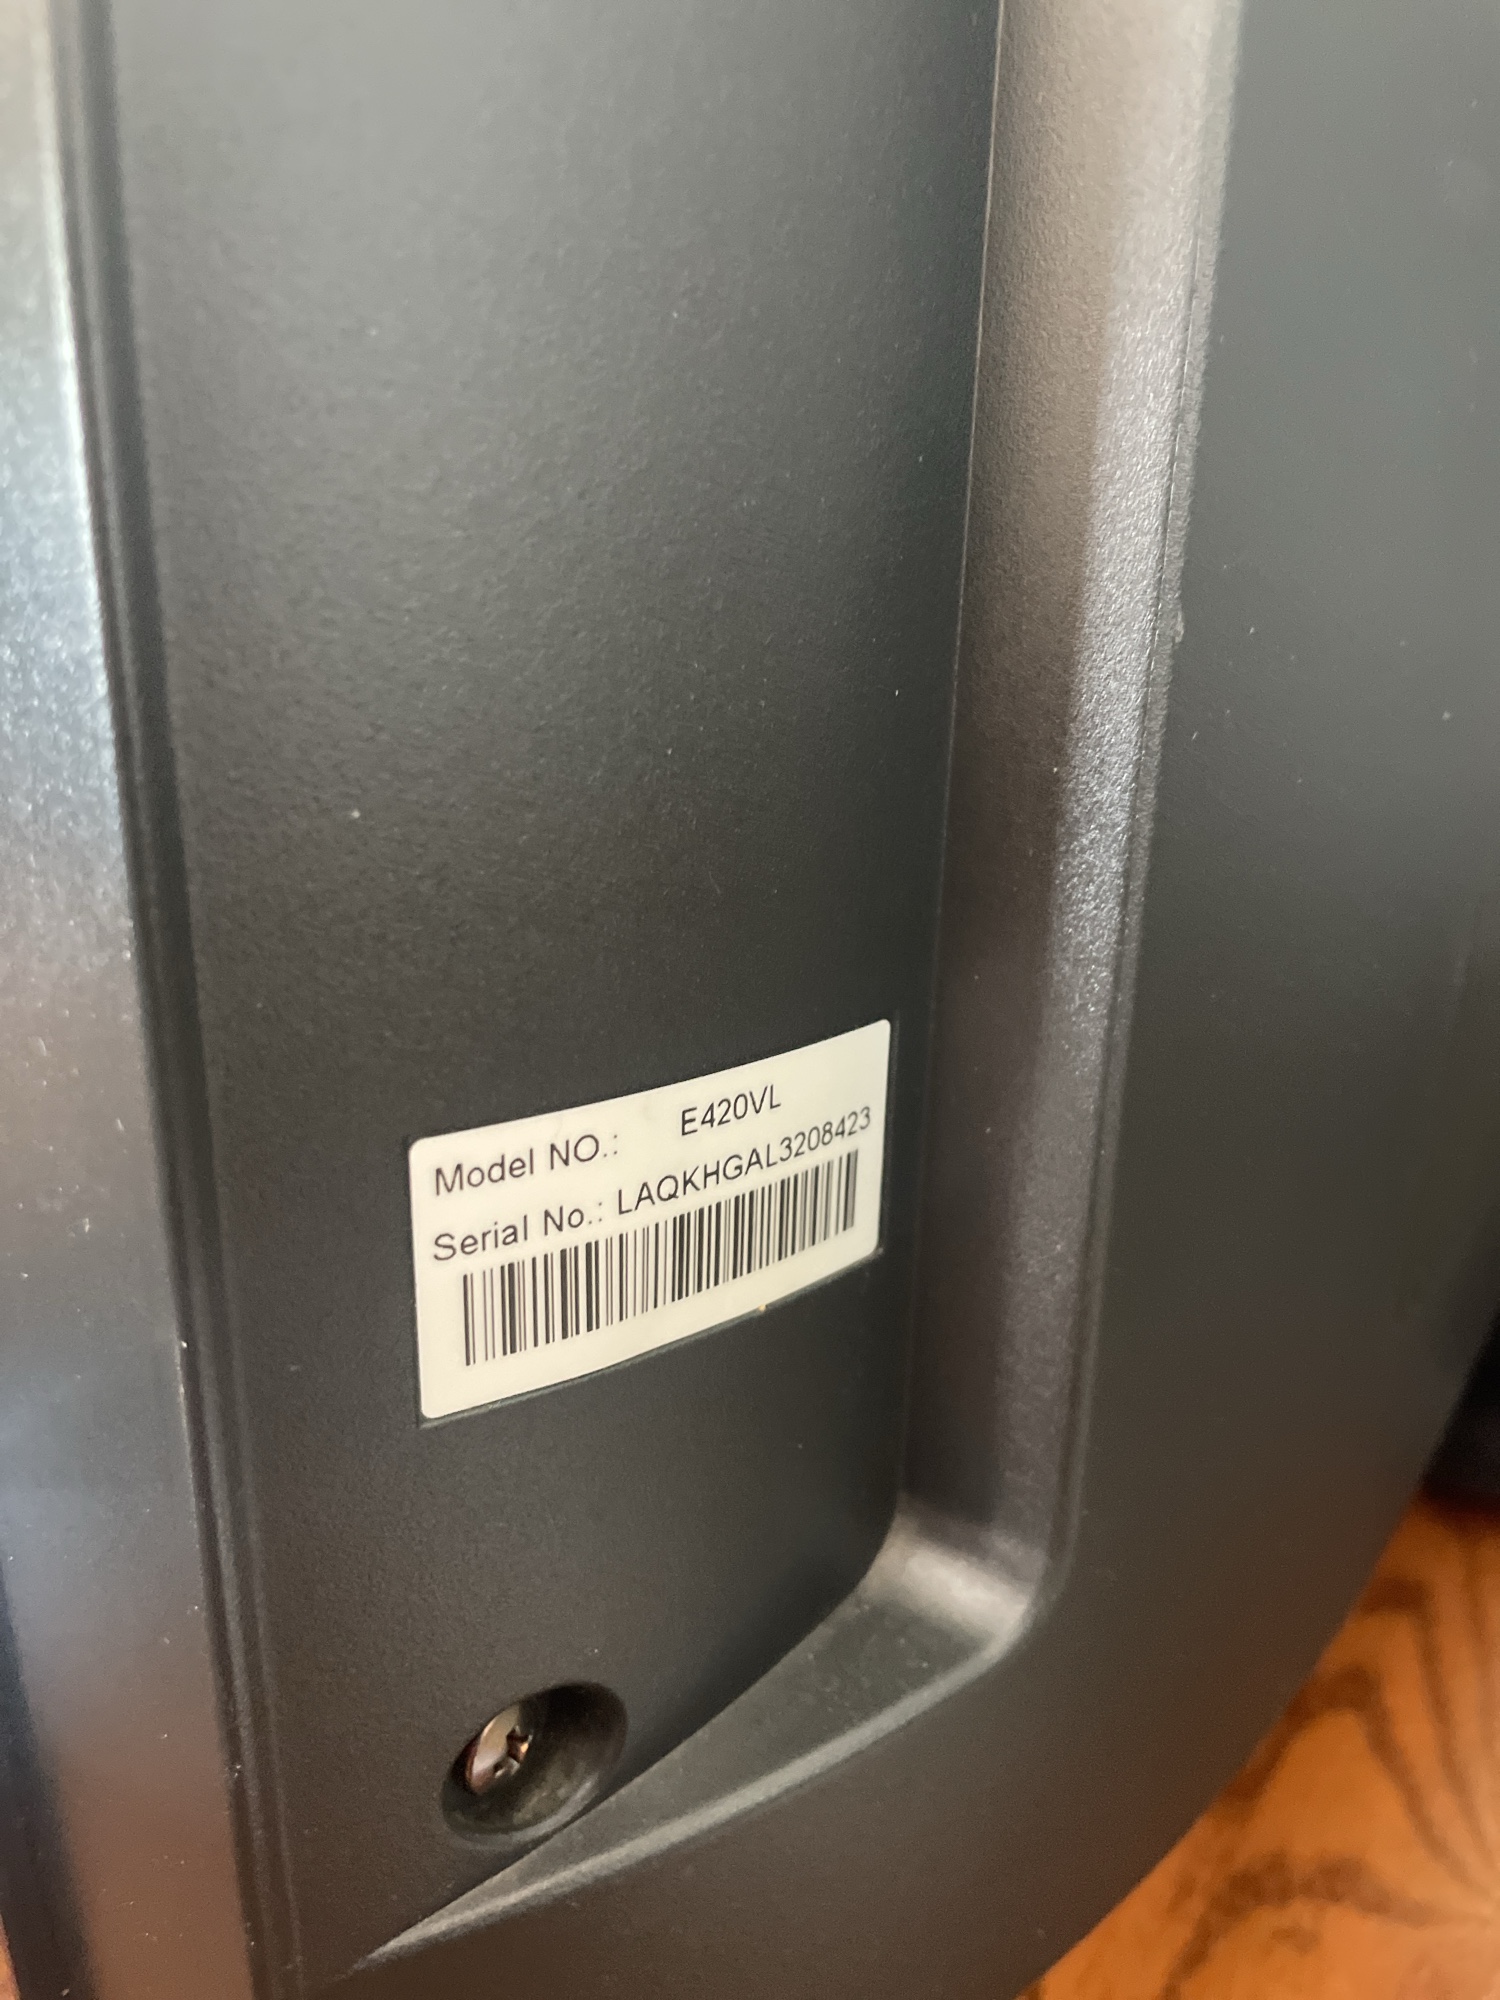 Model NO.: E420VL
Serial No.: LAQKHGAL3208423